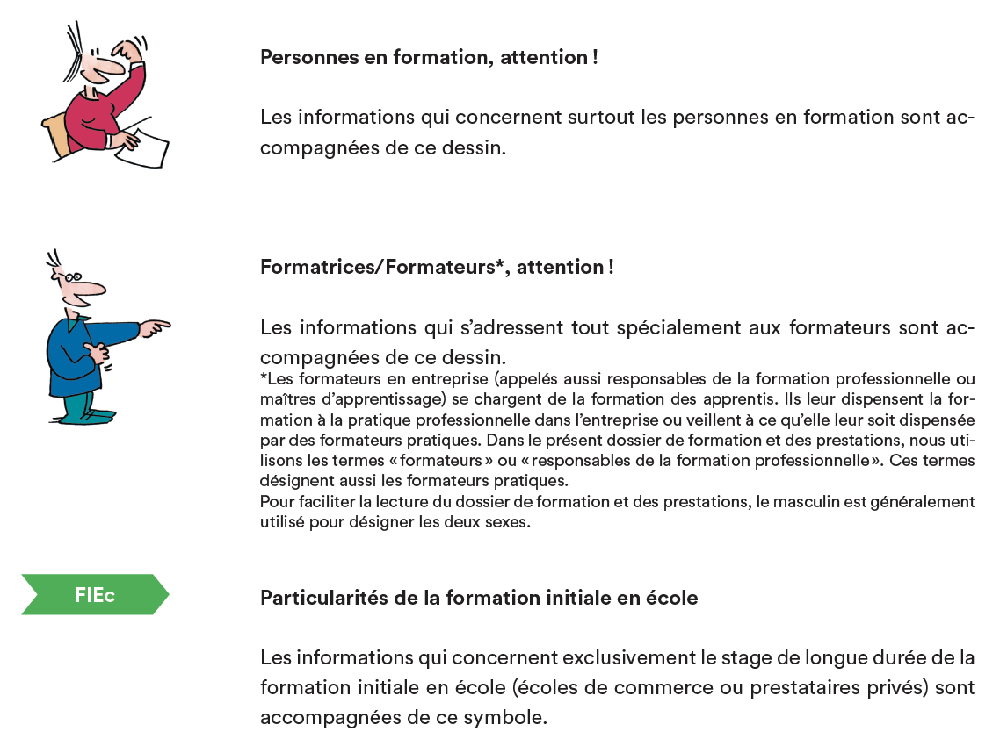 Personnes en formation, attention !
Les informations qui concernent surtout les personnes en formation sont ac-
compagnées de ce dessin.
Formatrices/Formateurs*, attention !
Les informations qui s’adressent tout spécialement aux formateurs sont ac-
compagnées de ce dessin.
*Les formateurs en entreprise (appelés aussi responsables de la formation professionnelle ou
maîtres d’apprentissage) se chargent de la formation des apprentis. Ils leur dispensent la for-
mation à la pratique professionnelle dans l’entreprise ou veillent à ce qu’elle leur soit dispensée
par des formateurs pratiques. Dans le présent dossier de formation et des prestations, nous uti-
lisons les termes « formateurs » ou « responsables de la formation professionnelle ». Ces termes
désignent aussi les formateurs pratiques.
Pour faciliter la lecture du dossier de formation et des prestations, le masculin est généralement
utilisé pour désigner les deux sexes.
FIEc
Particularités de la formation initiale en école
Les informations qui concernent exclusivement le stage de longue durée de la
formation initiale en école (écoles de commerce ou prestataires privés) sont
accompagnées de ce symbole.